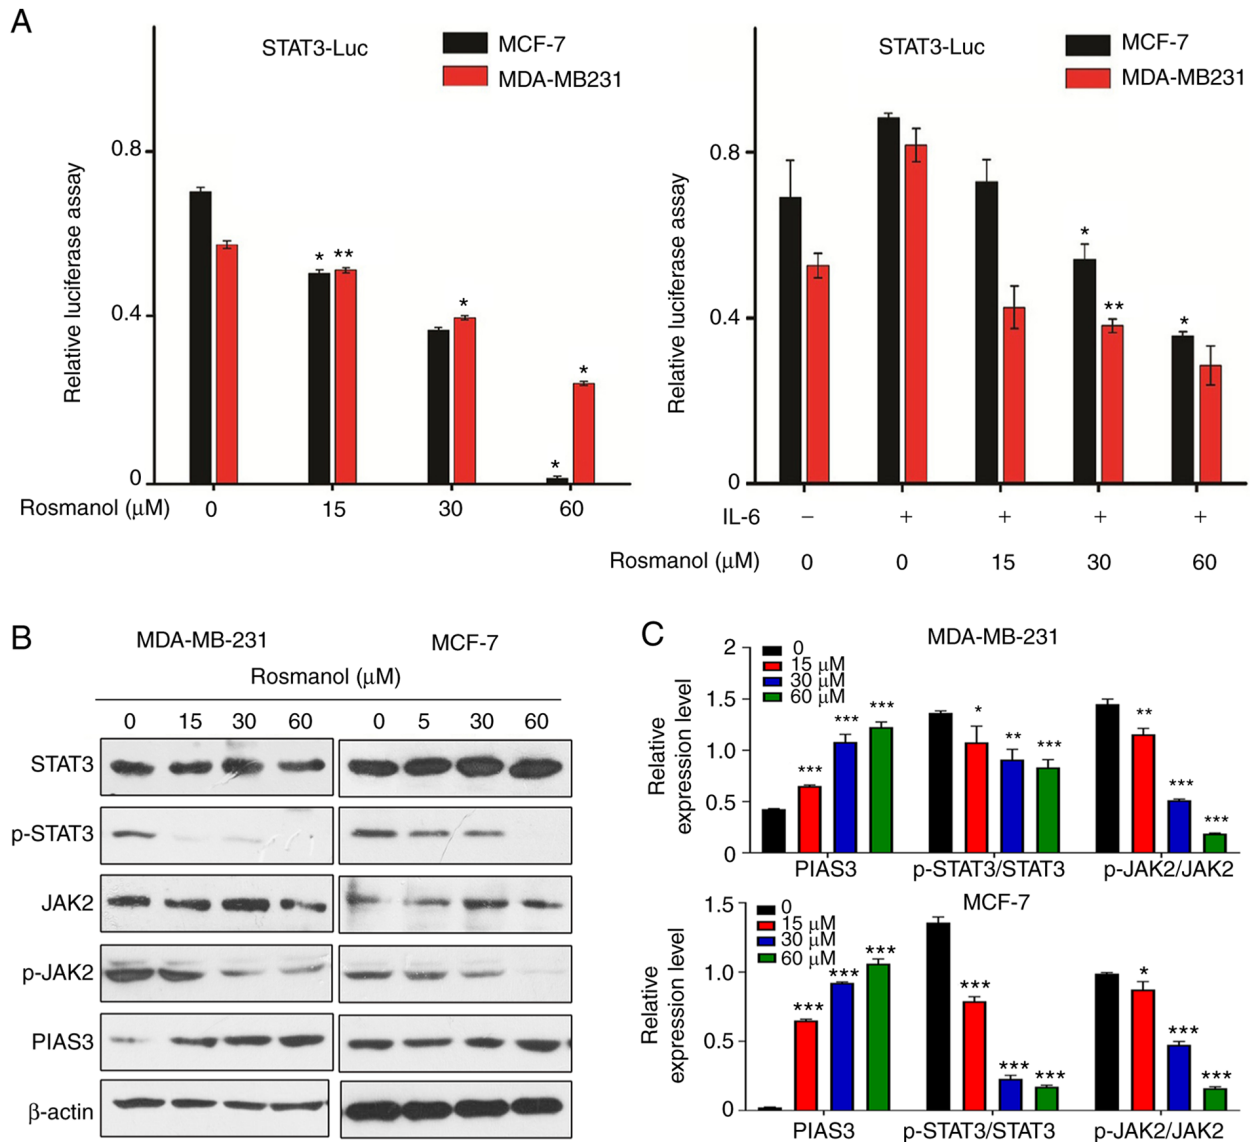 A
STAT3-Luc
MCF-7
MDA-MB231
Relative luciferase assay
0.8
0.4
0
* **
*
*
*
Rosmanol (μM) 0 15 30 60
STAT3-Luc
MCF-7
MDA-MB231
Relative luciferase assay
0.8
0.4
0
*
**
*
IL-6 − + + + +
Rosmanol (μM) 0 0 15 30 60
B
MDA-MB-231 MCF-7
Rosmanol (μM)
0 15 30 60 0 5 30 60
STAT3
p-STAT3
JAK2
p-JAK2
PIAS3
β-actin
C
MDA-MB-231
0
15 μM
30 μM
60 μM
Relative
expression level
2
1.5
1.0
0.5
0
*** *** *** * ** *** ** *** ***
PIAS3 p-STAT3/STAT3 p-JAK2/JAK2
MCF-7
0
15 μM
30 μM
60 μM
Relative
expression level
1.5
1.0
0.5
0
*** *** *** *** *** *** * *** ***
PIAS3 p-STAT3/STAT3 p-JAK2/JAK2